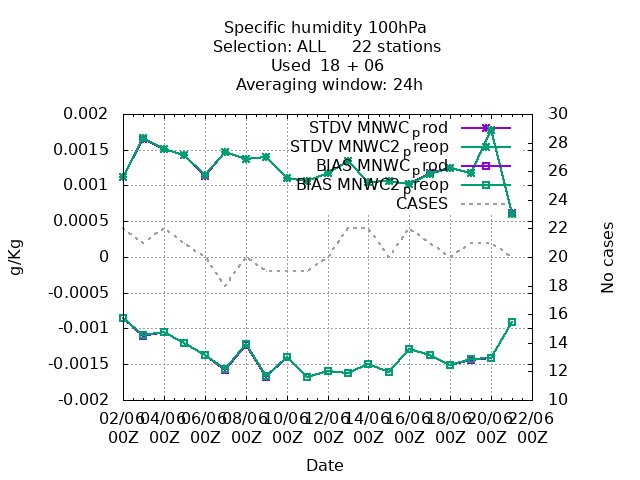 Specific humidity 100hPa
Selection: ALL 22 stations
Used 18 + 06
Averaging window: 24h
STDV MNWC_prod
STDV MNWC2_preop
BIAS MNWC_prod
BIAS MNWC2_preop
CASES
g/Kg
0.002
0.0015
0.001
0.0005
0
-0.0005
-0.001
-0.0015
-0.002
No cases
30
28
26
24
22
20
18
16
14
12
10
02/06 04/06 06/06 08/06 10/06 12/06 14/06 16/06 18/06 20/06 22/06
00Z 00Z 00Z 00Z 00Z 00Z 00Z 00Z 00Z 00Z 00Z
Date